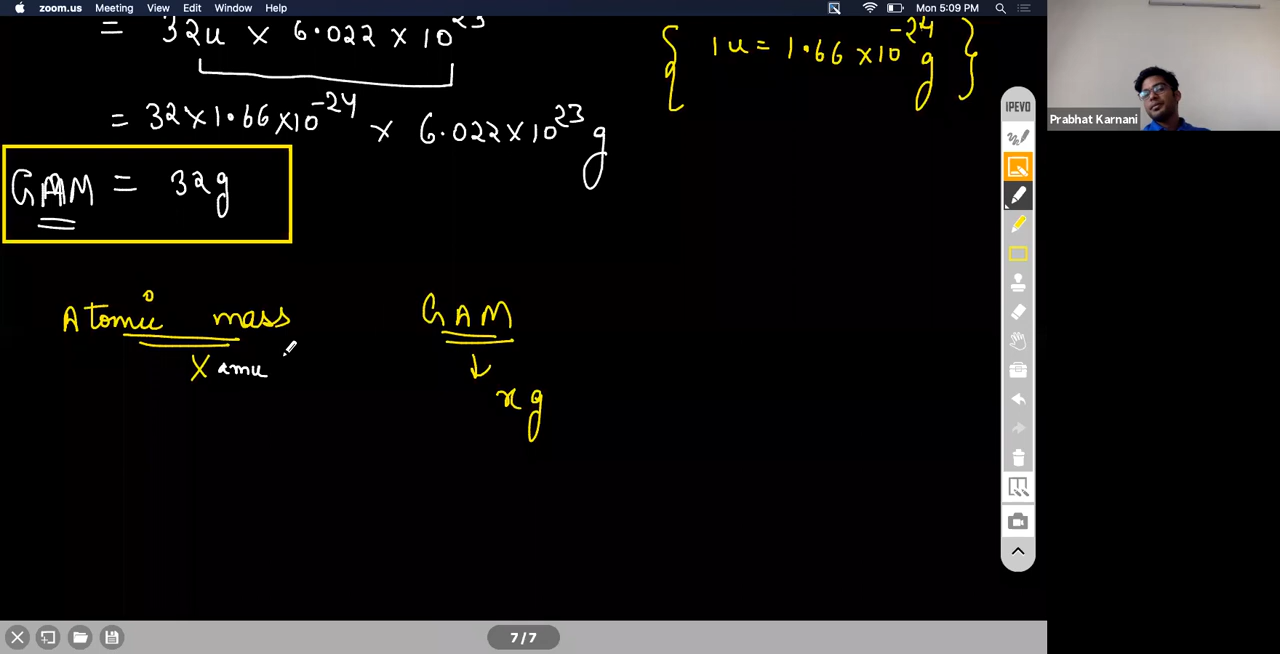 zoom.us Meeting View Edit Window Help Mon 5:09 PM
= 32u × 6.022 × 10²³
{ 1u = 1.66 ×10⁻²⁴ g }
= 32×1.66×10⁻²⁴ × 6.022×10²³ g
IPEVO
Prabhat Karnani
GAM = 32g
Atomic mass GAM
X amu ↓
x g
7/7